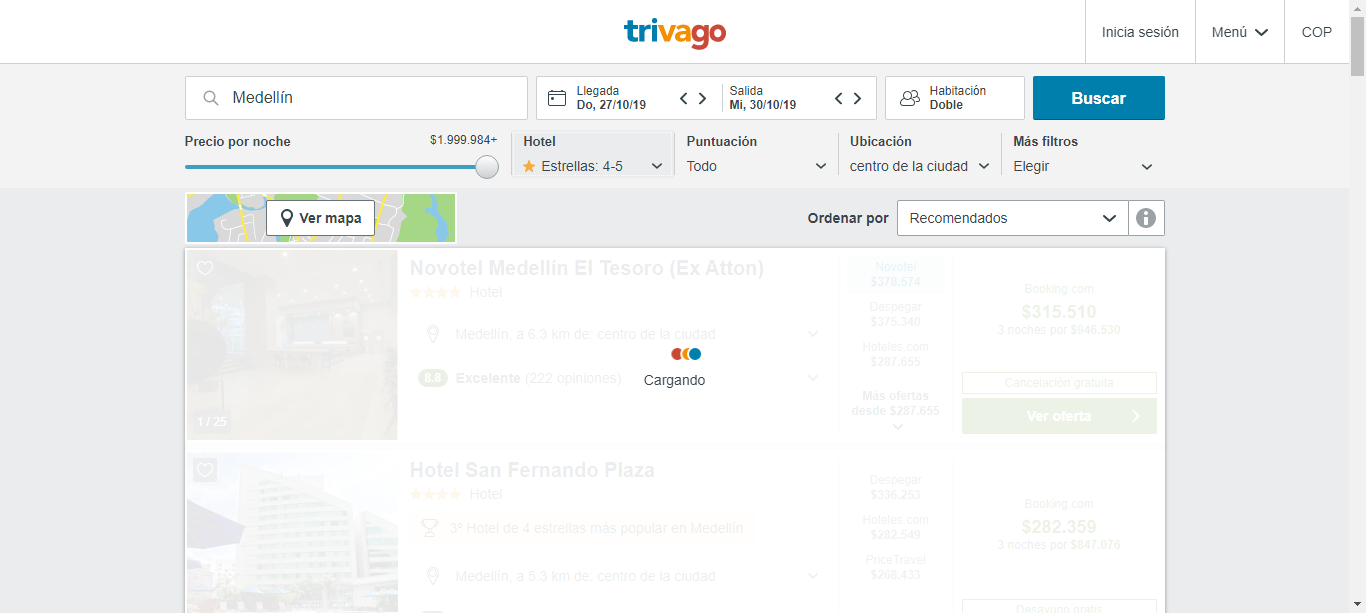 trivago
Inicia sesión
Menú
COP
Medellín
Llegada
Do, 27/10/19
Salida
Mi, 30/10/19
Habitación
Doble
Buscar
Precio por noche
$1.999.984+
Hotel
Estrellas: 4-5
Puntuación
Todo
Ubicación
centro de la ciudad
Más filtros
Elegir
Ver mapa
Ordenar por
Recomendados
Novotel Medellín El Tesoro (Ex Atton)
Hotel
Medellín, a 6.3 km de: centro de la ciudad
8.8 Excelente (222 opiniones)
1 / 25
Cargando
Novotel
$378.574
Despegar
$375.340
Hoteles.com
$287.655
Más ofertas
desde $287.655
Booking.com
$315.510
3 noches por $946.530
Cancelación gratuita
Ver oferta
Hotel San Fernando Plaza
Hotel
3º Hotel de 4 estrellas más popular en Medellín
Medellín, a 5.3 km de: centro de la ciudad
Despegar
$336.253
Hoteles.com
$282.549
PriceTravel
$268.433
Booking.com
$282.359
3 noches por $847.076
Desayuno gratis